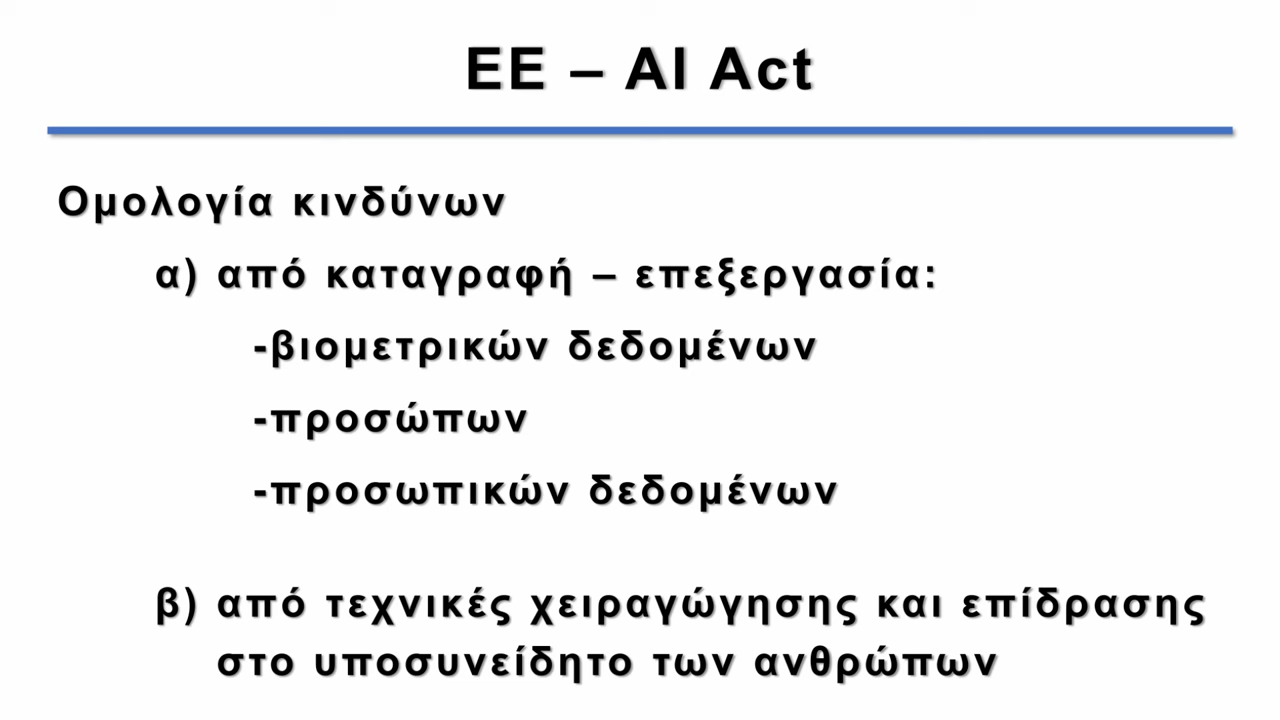 ΕΕ – AI Act
Ομολογία κινδύνων
α) από καταγραφή – επεξεργασία:
-βιομετρικών δεδομένων
-προσώπων
-προσωπικών δεδομένων
β) από τεχνικές χειραγώγησης και επίδρασης
στο υποσυνείδητο των ανθρώπων